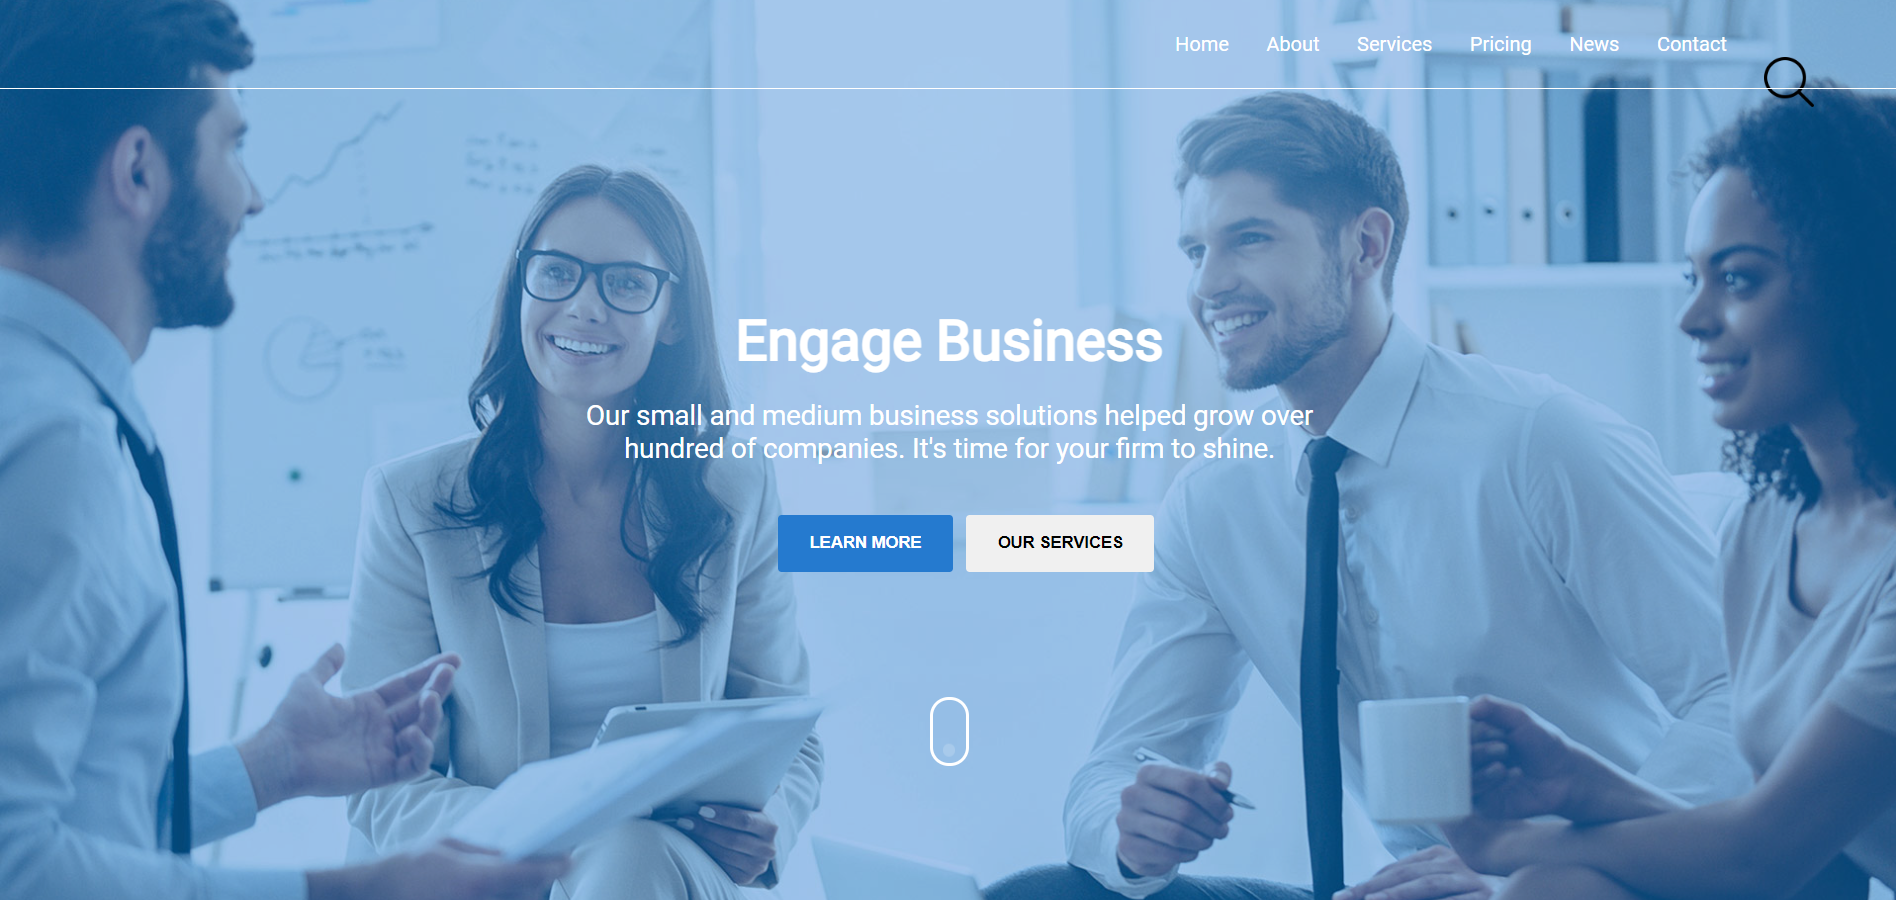 Home About Services Pricing News Contact
Engage Business
Our small and medium business solutions helped grow over
hundred of companies. It's time for your firm to shine.
LEARN MORE OUR SERVICES